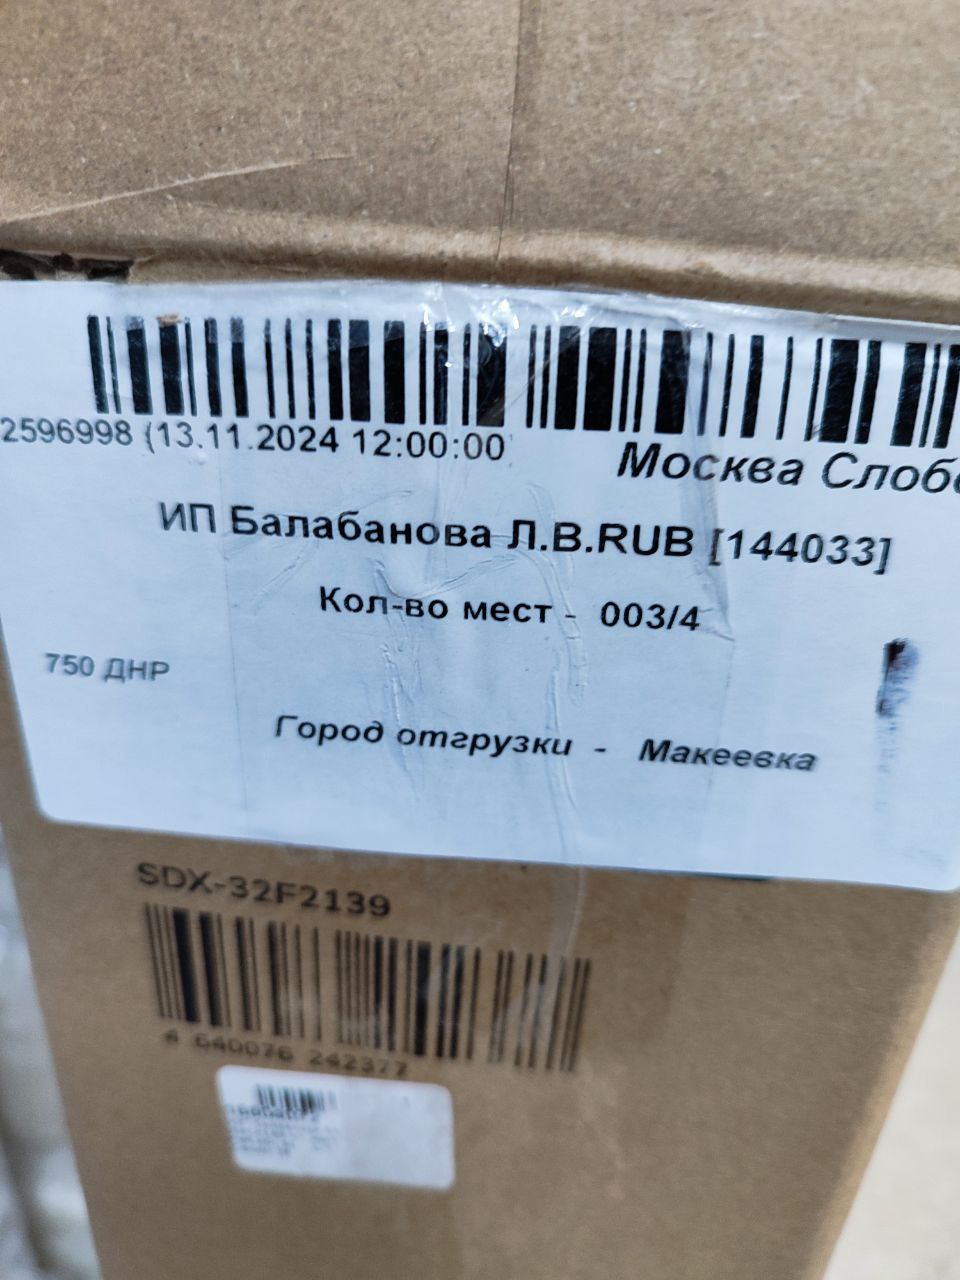 2596998 (13.11.2024 12:00:00
Москва Слоб
ИП Балабанова Л.В.RUB [144033]
Кол-во мест - 003/4
750 ДНР
Город отгрузки - Макеевка
SDX-32F2139
4 640076 242377